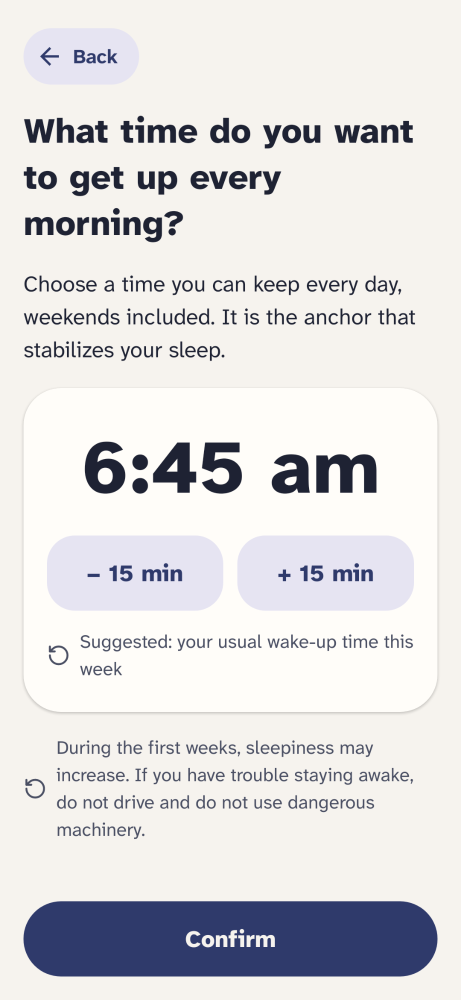 Back
What time do you want
to get up every
morning?
Choose a time you can keep every day,
weekends included. It is the anchor that
stabilizes your sleep.
6:45 am
– 15 min
+ 15 min
Suggested: your usual wake-up time this
week
During the first weeks, sleepiness may
increase. If you have trouble staying awake,
do not drive and do not use dangerous
machinery.
Confirm